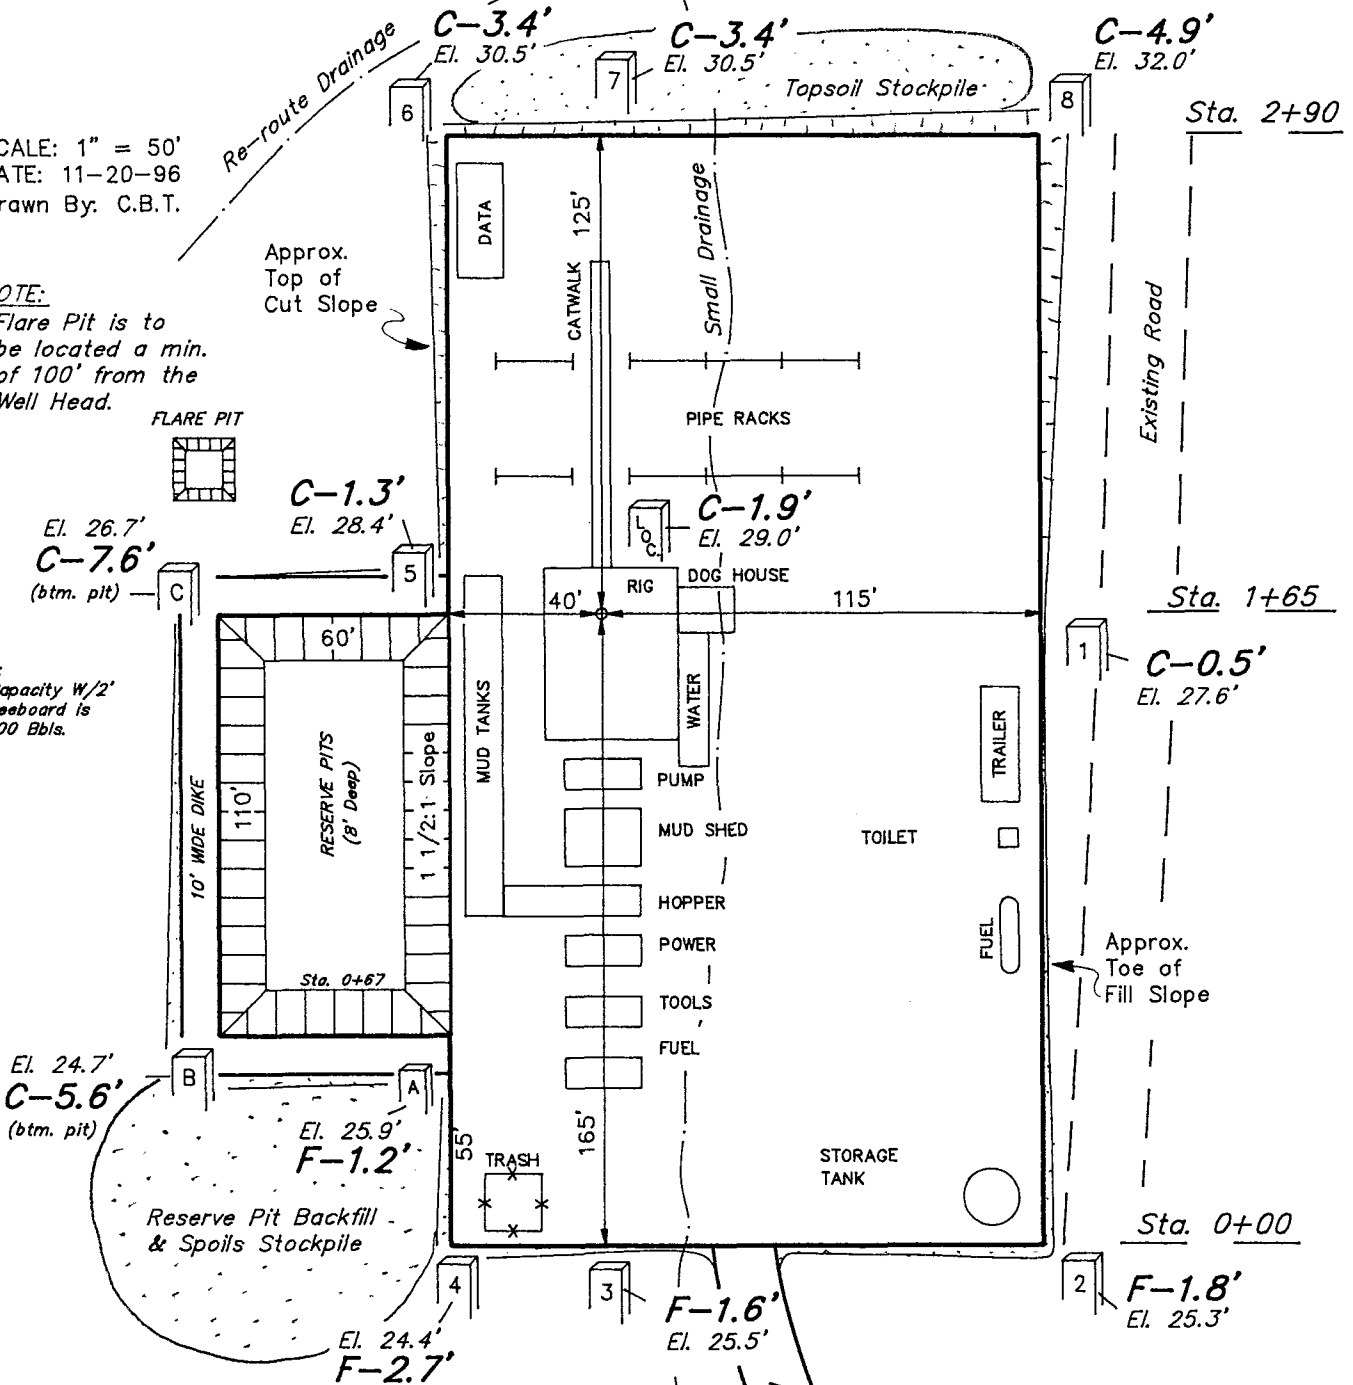 C-3.4'
El. 30.5'
C-3.4'
El. 30.5'
C-4.9'
El. 32.0'
Re-route Drainage
6
7
8
Topsoil Stockpile
Sta. 2+90
CALE: 1" = 50'
ATE: 11-20-96
rawn By: C.B.T.
DATA
125'
Small Drainage
Approx.
Top of
Cut Slope
CATWALK
Existing Road
OTE:
Flare Pit is to
be located a min.
of 100' from the
Well Head.
FLARE PIT
PIPE RACKS
C-1.3'
El. 28.4'
5
LOC.
C-1.9'
El. 29.0'
El. 26.7'
C-7.6'
(btm. pit)
C
RIG
DOG HOUSE
40'
115'
Sta. 1+65
60'
1
C-0.5'
El. 27.6'
apacity W/2'
eeboard is
00 Bbls.
10' WIDE DIKE
110'
RESERVE PITS
(8' Deep)
1 1/2:1 Slope
Sta. 0+67
MUD TANKS
WATER
TRAILER
PUMP
MUD SHED
TOILET
HOPPER
POWER
FUEL
TOOLS
FUEL
Approx.
Toe of
Fill Slope
El. 24.7'
C-5.6'
(btm. pit)
B
A
El. 25.9'
F-1.2'
55'
TRASH
165'
STORAGE
TANK
Reserve Pit Backfill
& Spoils Stockpile
Sta. 0+00
4
El. 24.4'
F-2.7'
3
F-1.6'
El. 25.5'
2
F-1.8'
El. 25.3'